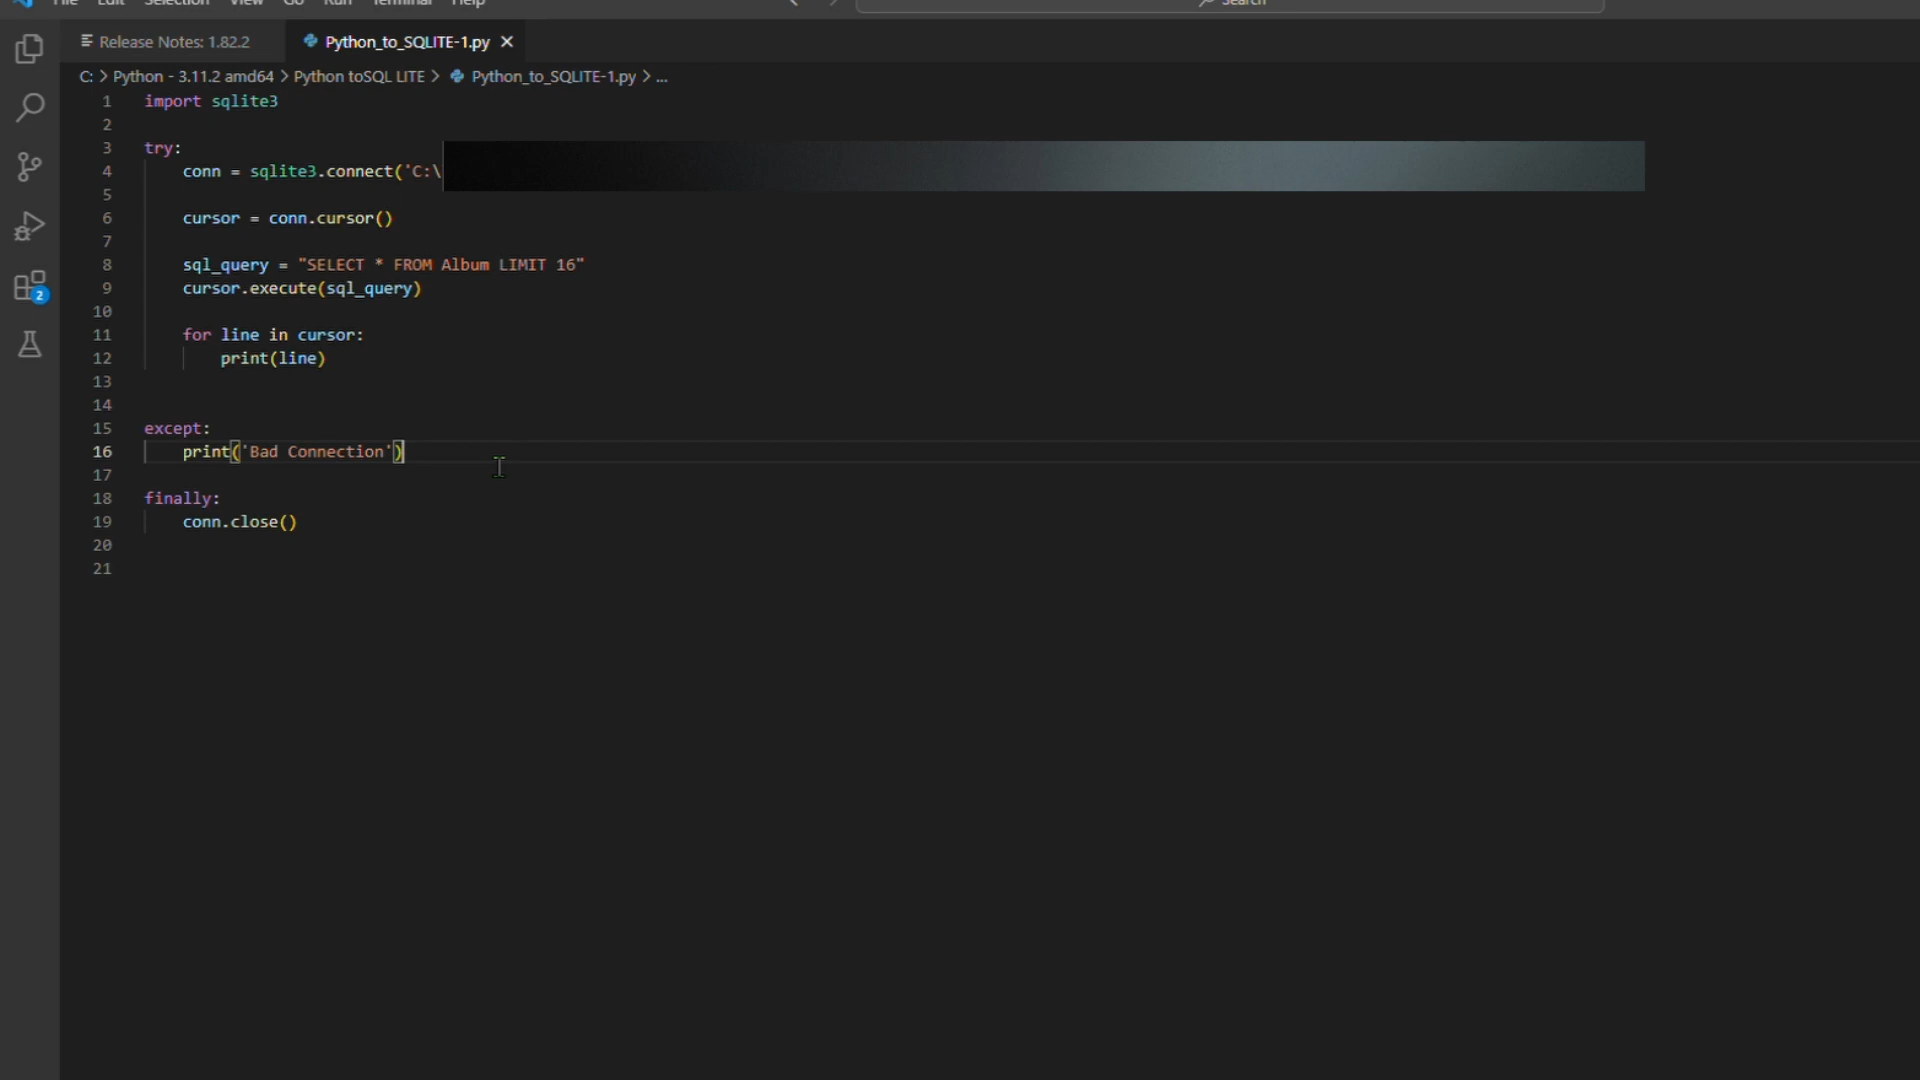 File Edit Selection View Go Run Terminal Help
Search
Release Notes: 1.82.2
Python_to_SQLITE-1.py
C: > Python - 3.11.2 amd64 > Python toSQL LITE > Python_to_SQLITE-1.py > ...
1 import sqlite3
2
3 try:
4 conn = sqlite3.connect('C:\
5
6 cursor = conn.cursor()
7
8 sql_query = "SELECT * FROM Album LIMIT 16"
9 cursor.execute(sql_query)
10
11 for line in cursor:
12 print(line)
13
14
15 except:
16 print('Bad Connection')
17
18 finally:
19 conn.close()
20
21
2